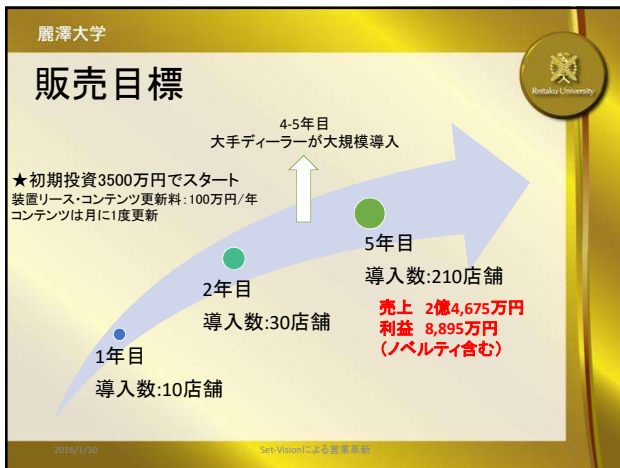 麗澤大学
Reitaku University
販売目標
4-5年目
大手ディーラーが大規模導入
★初期投資3500万円でスタート
装置リース・コンテンツ更新料:100万円/年
コンテンツは月に1度更新
5年目
導入数:210店舗
売上 2億4,675万円
利益 8,895万円
(ノベルティ含む)
2年目
導入数:30店舗
1年目
導入数:10店舗
2016/1/30
Set-Visionによる営業革新